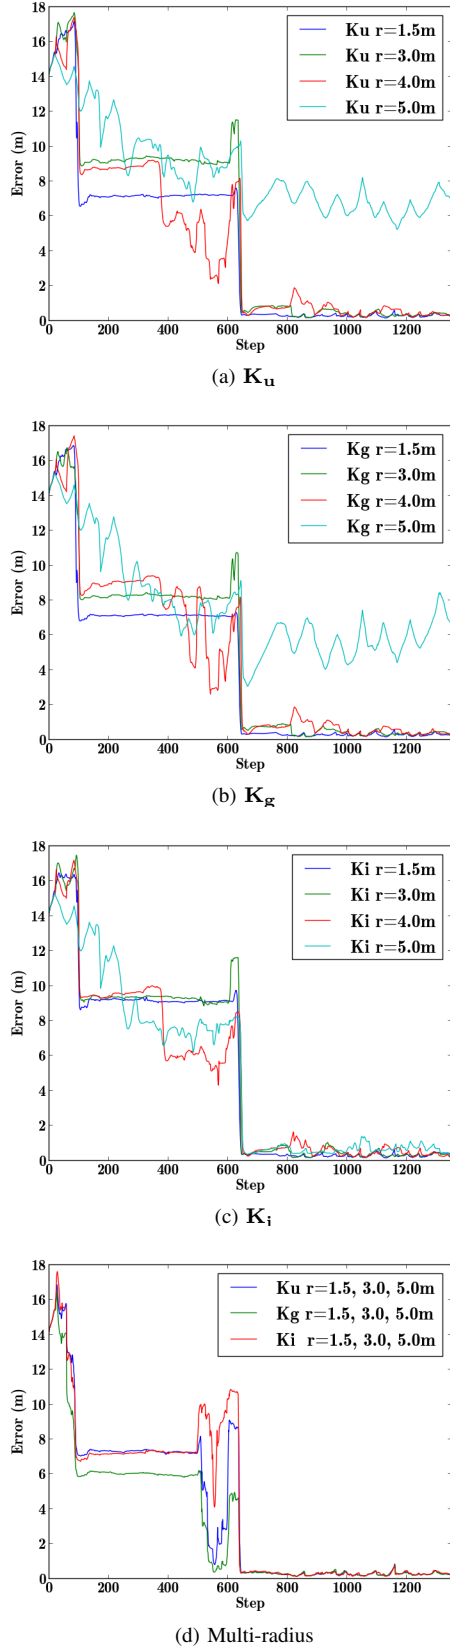 18
16
14
12
10
8
6
4
2
0
Error (m)
Ku r=1.5m
Ku r=3.0m
Ku r=4.0m
Ku r=5.0m
0 200 400 600 800 1000 1200
Step
(a) Ku
18
16
14
12
10
8
6
4
2
0
Error (m)
Kg r=1.5m
Kg r=3.0m
Kg r=4.0m
Kg r=5.0m
0 200 400 600 800 1000 1200
Step
(b) Kg
18
16
14
12
10
8
6
4
2
0
Error (m)
Ki r=1.5m
Ki r=3.0m
Ki r=4.0m
Ki r=5.0m
0 200 400 600 800 1000 1200
Step
(c) Ki
18
16
14
12
10
8
6
4
2
0
Error (m)
Ku r=1.5, 3.0, 5.0m
Kg r=1.5, 3.0, 5.0m
Ki r=1.5, 3.0, 5.0m
0 200 400 600 800 1000 1200
Step
(d) Multi-radius